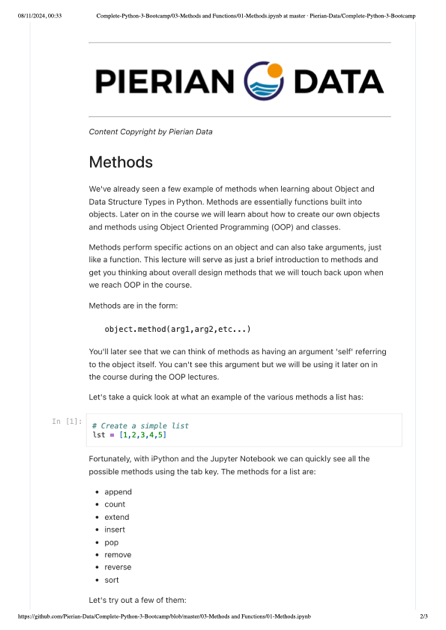 08/11/2024, 00:33 Complete-Python-3-Bootcamp/03-Methods and Functions/01-Methods.ipynb at master · Pierian-Data/Complete-Python-3-Bootcamp
PIERIAN DATA
Content Copyright by Pierian Data
Methods
We've already seen a few example of methods when learning about Object and
Data Structure Types in Python. Methods are essentially functions built into
objects. Later on in the course we will learn about how to create our own objects
and methods using Object Oriented Programming (OOP) and classes.
Methods perform specific actions on an object and can also take arguments, just
like a function. This lecture will serve as just a brief introduction to methods and
get you thinking about overall design methods that we will touch back upon when
we reach OOP in the course.
Methods are in the form:
object.method(arg1,arg2,etc...)
You'll later see that we can think of methods as having an argument 'self' referring
to the object itself. You can't see this argument but we will be using it later on in
the course during the OOP lectures.
Let's take a quick look at what an example of the various methods a list has:
In [1]:
# Create a simple list
lst = [1,2,3,4,5]
Fortunately, with iPython and the Jupyter Notebook we can quickly see all the
possible methods using the tab key. The methods for a list are:
• append
• count
• extend
• insert
• pop
• remove
• reverse
• sort
Let's try out a few of them:
https://github.com/Pierian-Data/Complete-Python-3-Bootcamp/blob/master/03-Methods and Functions/01-Methods.ipynb 2/3